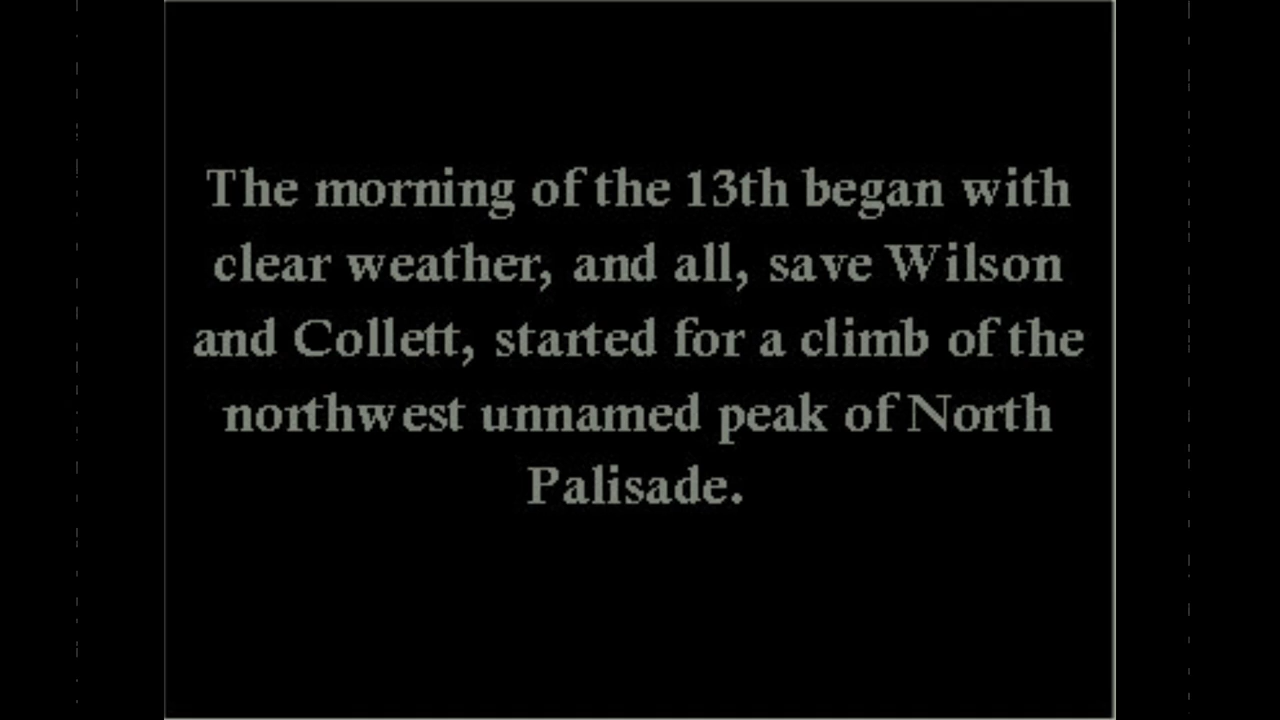 The morning of the 13th began with
clear weather, and all, save Wilson
and Collett, started for a climb of the
northwest unnamed peak of North
Palisade.